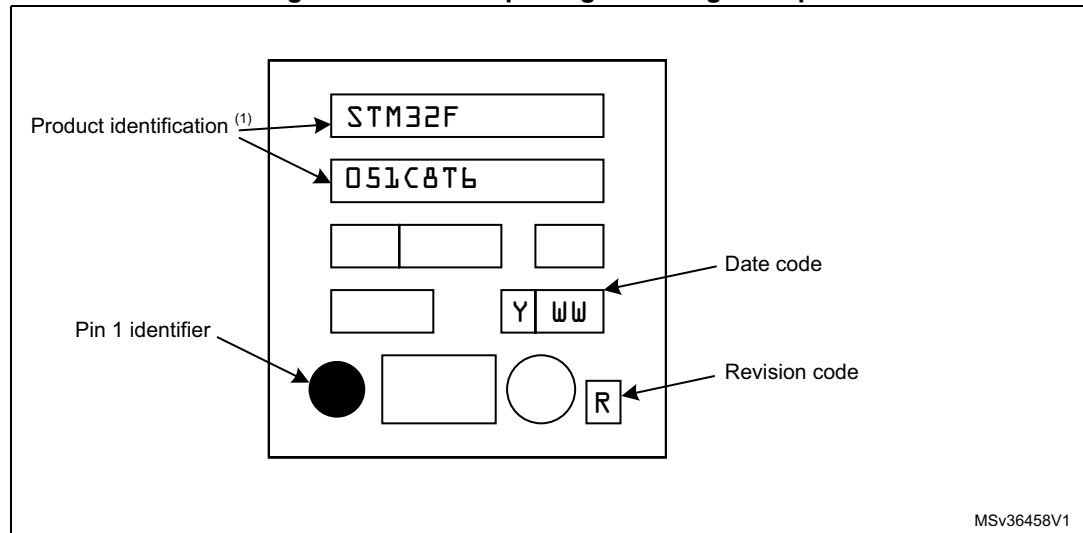 STM32F
Product identification (1)
051C8T6
Date code
Y WW
Pin 1 identifier
Revision code
R
MSv36458V1